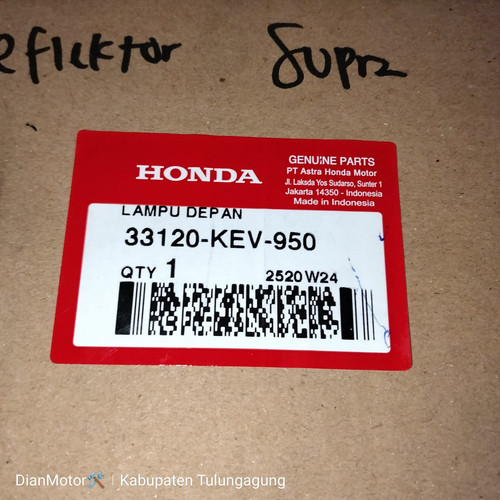 eflektor Supra
HONDA
GENUINE PARTS
PT Astra Honda Motor
Jl. Laksda Yos Sudarso, Sunter 1
Jakarta 14350 - Indonesia
Made in Indonesia
LAMPU DEPAN
33120-KEV-950
QTY 1 2520 W24
DianMotor🛠️ | Kabupaten Tulungagung